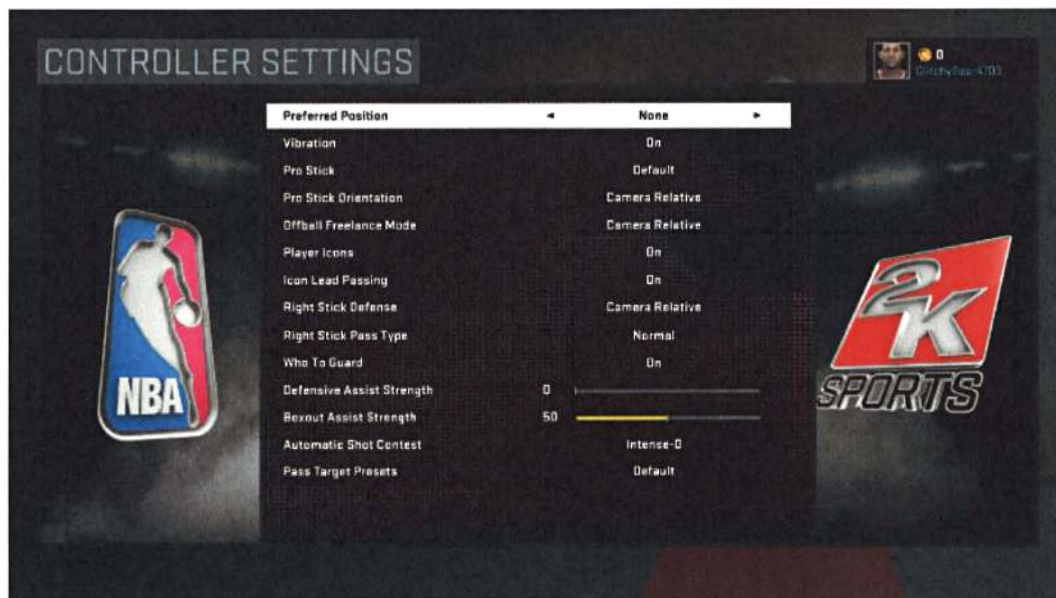 CONTROLLER SETTINGS
0
Preferred Position None
Vibration On
Pro Stick Default
Pro Stick Orientation Camera Relative
Offball Freelance Mode Camera Relative
Player Icons On
Icon Lead Passing On
Right Stick Defense Camera Relative
Right Stick Pass Type Normal
Who To Guard On
Defensive Assist Strength 0
Boxout Assist Strength 50
Automatic Shot Contest Intense-D
Pass Target Presets Default
NBA
2K
SPORTS